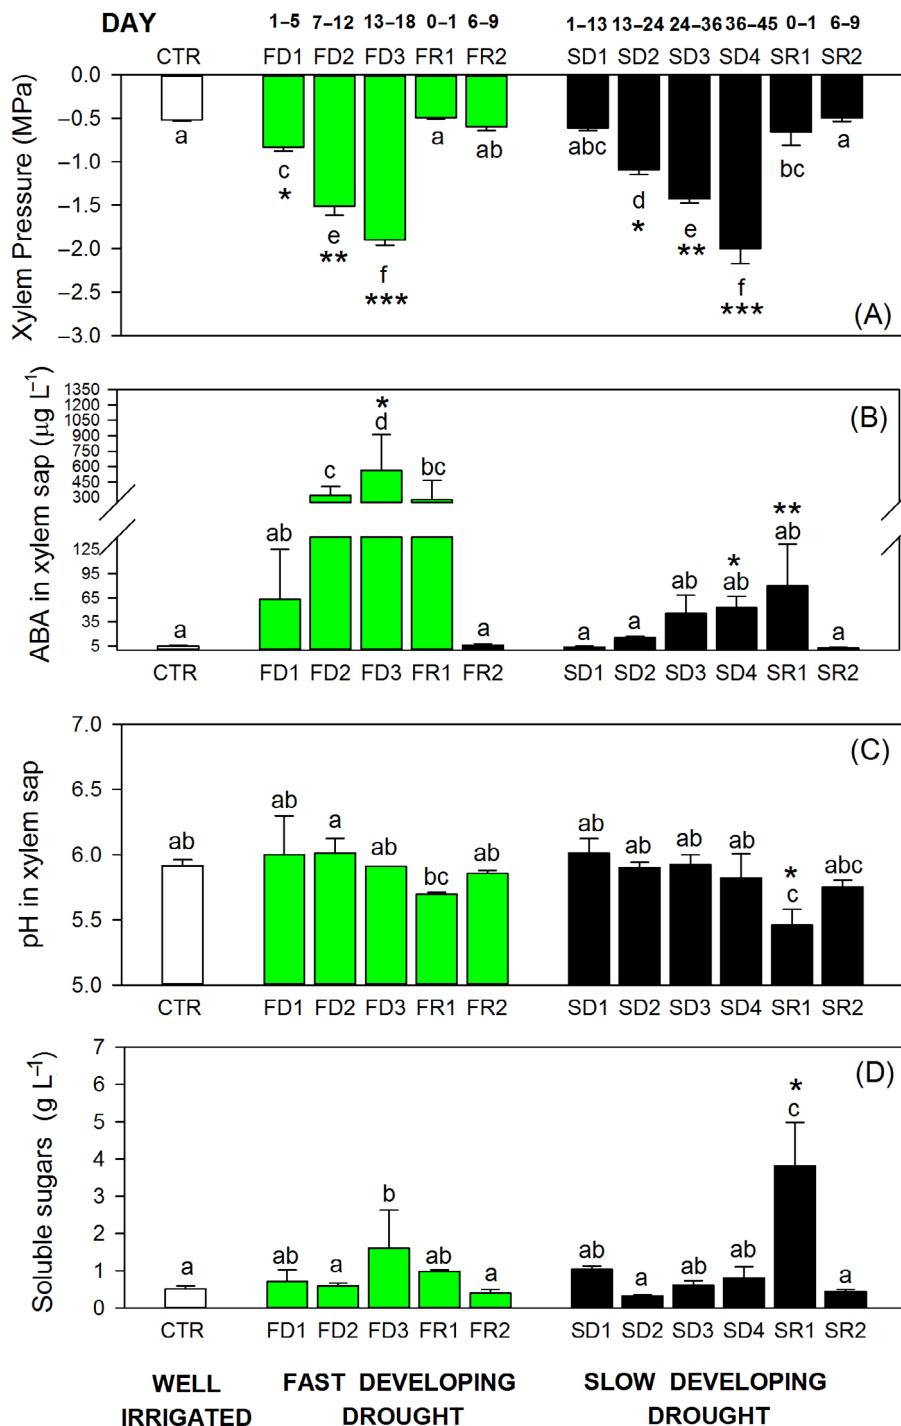 DAY 1–5 7–12 13–18 0–1 6–9 1–13 13–24 24–36 36–45 0–1 6–9
CTR FD1 FD2 FD3 FR1 FR2 SD1 SD2 SD3 SD4 SR1 SR2
Xylem Pressure (MPa)
0.0
−0.5
−1.0
−1.5
−2.0
−2.5
−3.0
a c e f a ab abc d e f bc a
* ** *** * ** ***
(A)
ABA in xylem sap (µg L−1)
1350
1200
1050
900
750
600
450
300
125
95
65
35
5
a ab c d bc a a a ab ab ab a
* * **
(B)
CTR FD1 FD2 FD3 FR1 FR2 SD1 SD2 SD3 SD4 SR1 SR2
pH in xylem sap
7.0
6.5
6.0
5.5
5.0
ab ab a ab bc ab ab ab ab ab c abc
*
(C)
CTR FD1 FD2 FD3 FR1 FR2 SD1 SD2 SD3 SD4 SR1 SR2
Soluble sugars (g L−1)
7
6
5
4
3
2
1
0
a ab a b ab a ab a ab ab c a
*
(D)
CTR FD1 FD2 FD3 FR1 FR2 SD1 SD2 SD3 SD4 SR1 SR2
WELL
IRRIGATED
FAST DEVELOPING
DROUGHT
SLOW DEVELOPING
DROUGHT